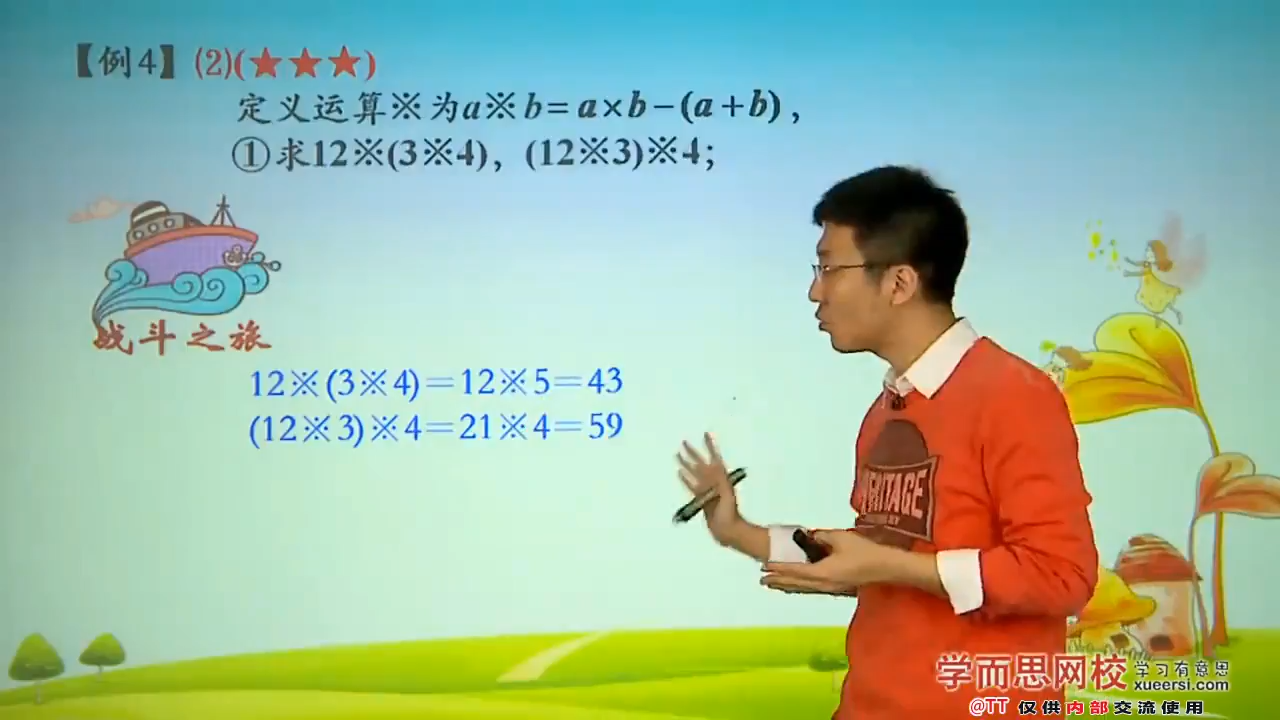 【例4】(2)(★★★)
定义运算※为a※b=a×b-(a+b)，
①求12※(3※4)，(12※3)※4;
战斗之旅
12※(3※4)=12※5=43
(12※3)※4=21※4=59
HERITAGE
学而思网校 学习有意思
xueersi.com
@TT 仅供内部交流使用